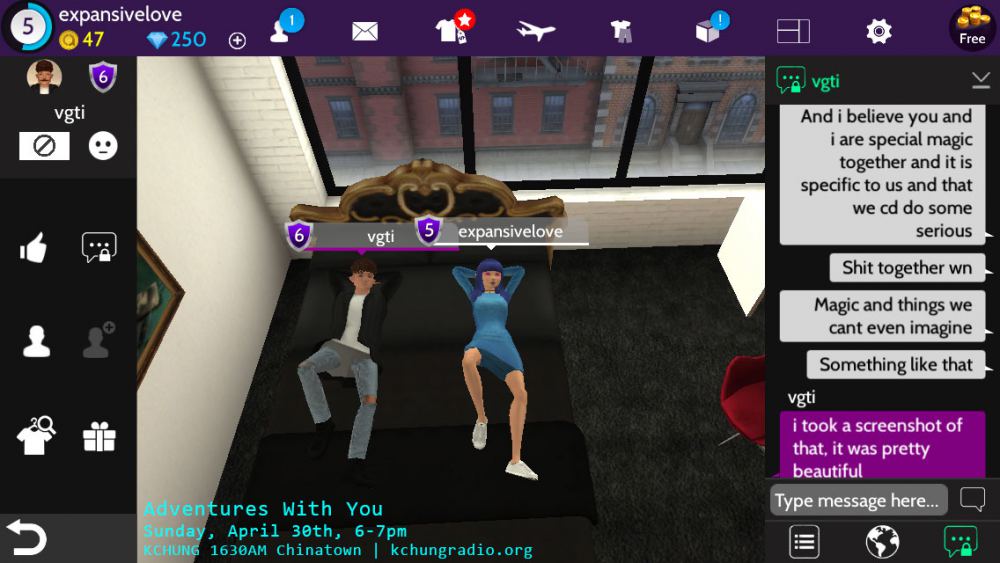 5
expansivelove
47
250
1
!
Free
6
vgti
6
vgti
5
expansivelove
vgti
And i believe you and
i are special magic
together and it is
specific to us and that
we cd do some
serious
Shit together wn
Magic and things we
cant even imagine
Something like that
vgti
i took a screenshot of
that, it was pretty
beautiful
Type message here...
Adventures With You
Sunday, April 30th, 6-7pm
KCHUNG 1630AM Chinatown | kchungradio.org